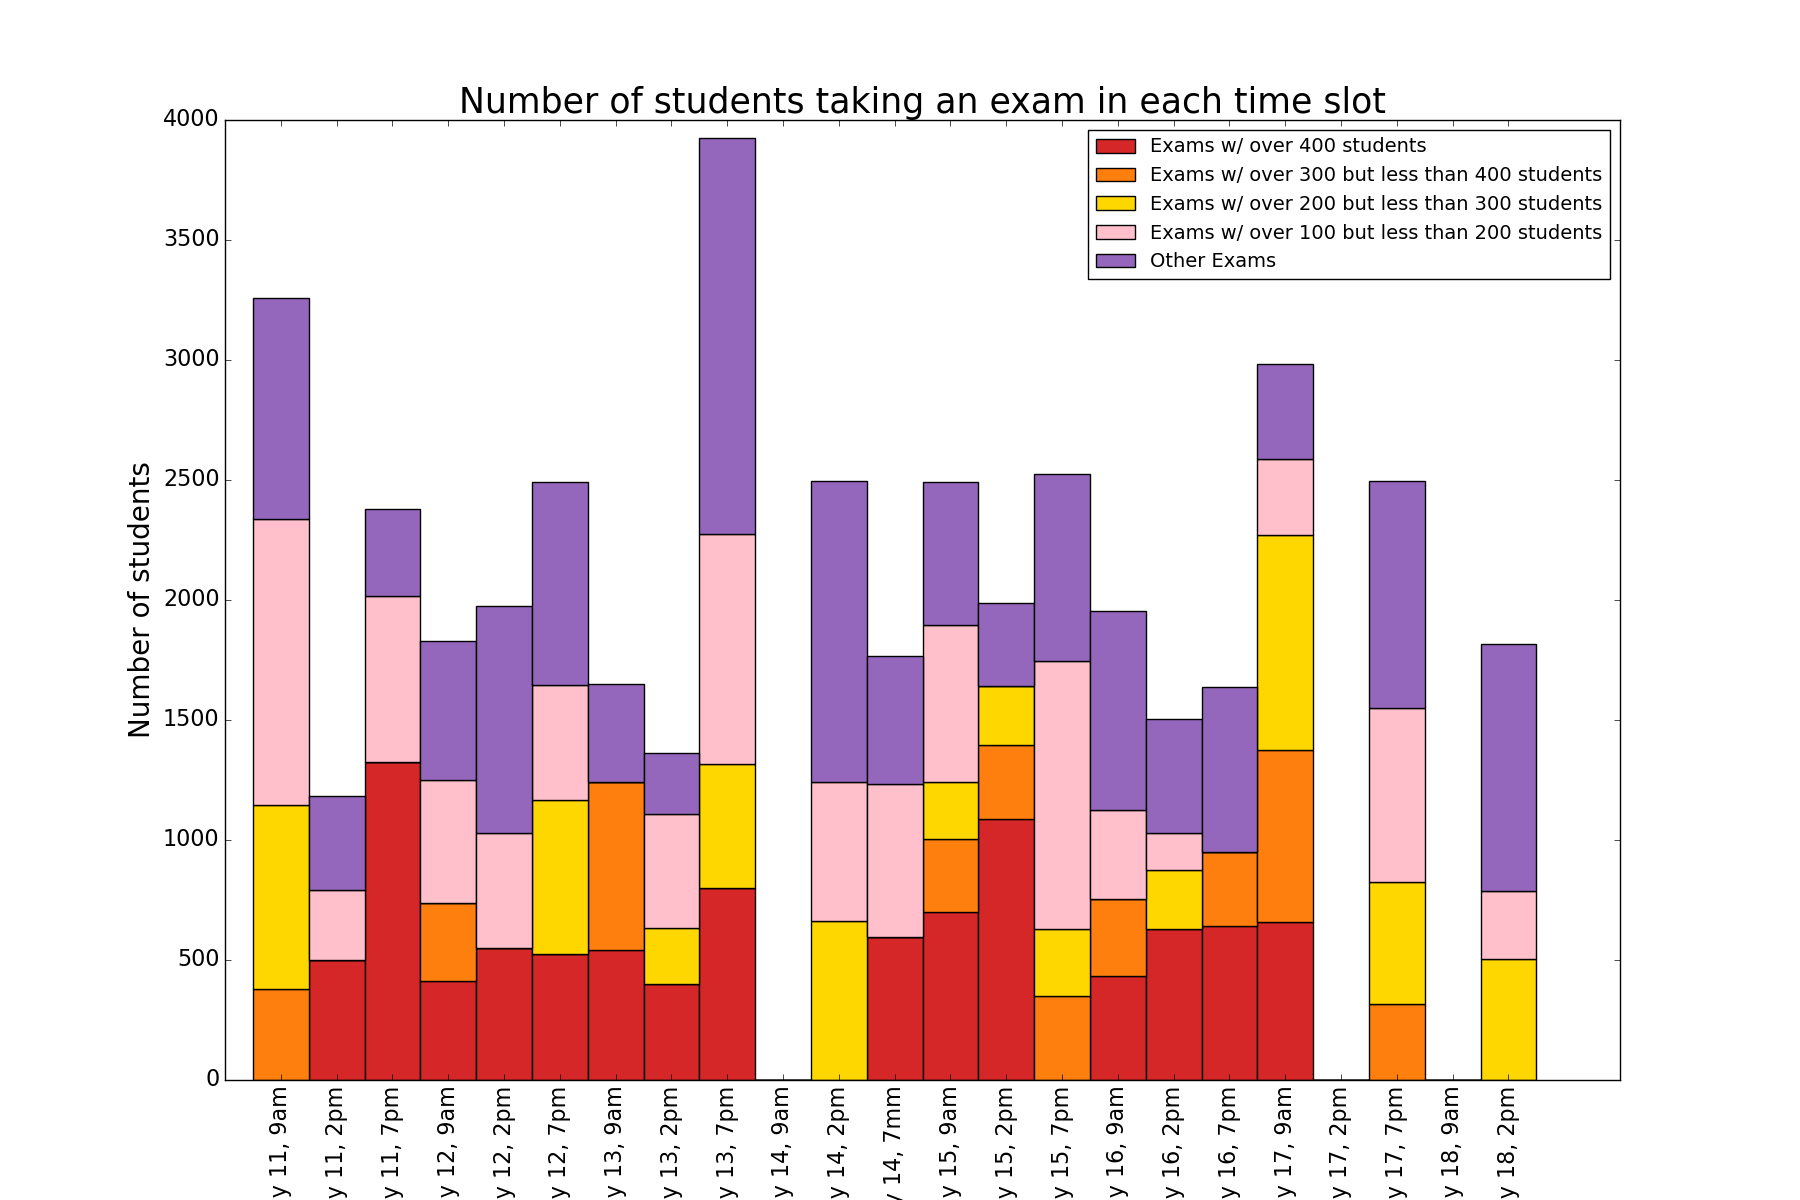 Number of students taking an exam in each time slot
Number of students
4000
3500
3000
2500
2000
1500
1000
500
0
Exams w/ over 400 students
Exams w/ over 300 but less than 400 students
Exams w/ over 200 but less than 300 students
Exams w/ over 100 but less than 200 students
Other Exams
y 11, 9am
y 11, 2pm
y 11, 7pm
y 12, 9am
y 12, 2pm
y 12, 7pm
y 13, 9am
y 13, 2pm
y 13, 7pm
y 14, 9am
y 14, 2pm
y 14, 7mm
y 15, 9am
y 15, 2pm
y 15, 7pm
y 16, 9am
y 16, 2pm
y 16, 7pm
y 17, 9am
y 17, 2pm
y 17, 7pm
y 18, 9am
y 18, 2pm